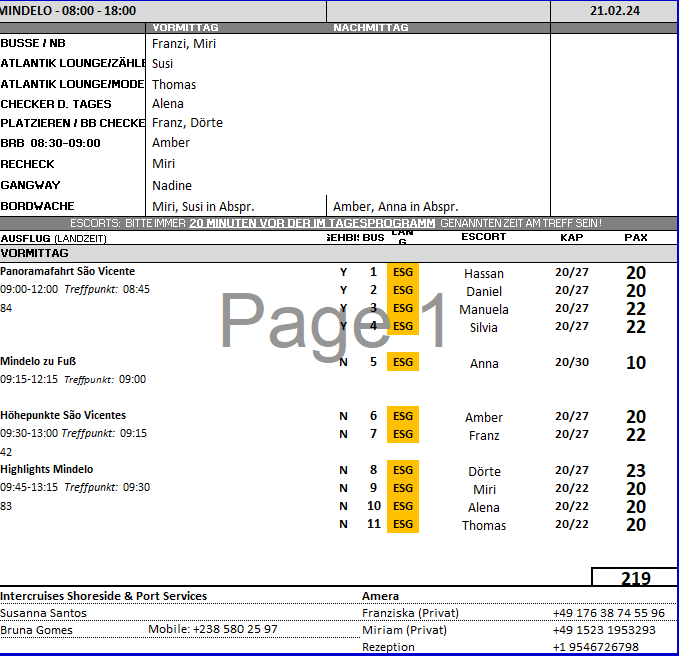 MINDELO - 08:00 - 18:00 21.02.24
VORMITTAG NACHMITTAG
BUSSE / NB Franzi, Miri
ATLANTIK LOUNGE/ZÄHLE Susi
ATLANTIK LOUNGE/MODE Thomas
CHECKER D. TAGES Alena
PLATZIEREN / BB CHECKE Franz, Dörte
BRB 08:30-09:00 Amber
RECHECK Miri
GANGWAY Nadine
BORDWACHE Miri, Susi in Abspr. Amber, Anna in Abspr.
ESCORTS: BITTE IMMER 20 MINUTEN VOR DER IM TAGESPROGRAMM GENANNTEN ZEIT AM TREFF SEIN!
AUSFLUG (LANDZEIT) GEHBI BUS LANG ESCORT KAP PAX
VORMITTAG
Panoramafahrt São Vicente Y 1 ESG Hassan 20/27 20
09:00-12:00 Treffpunkt: 08:45 Y 2 ESG Daniel 20/27 20
84 Y 3 ESG Manuela 20/27 22
Y 4 ESG Silvia 20/27 22
Page 1
Mindelo zu Fuß N 5 ESG Anna 20/30 10
09:15-12:15 Treffpunkt: 09:00
Höhepunkte São Vicentes N 6 ESG Amber 20/27 20
09:30-13:00 Treffpunkt: 09:15 N 7 ESG Franz 20/27 22
42
Highlights Mindelo N 8 ESG Dörte 20/27 23
09:45-13:15 Treffpunkt: 09:30 N 9 ESG Miri 20/22 20
83 N 10 ESG Alena 20/22 20
N 11 ESG Thomas 20/22 20
219
Intercruises Shoreside & Port Services Amera
Susanna Santos Franziska (Privat) +49 176 38 74 55 96
Bruna Gomes Mobile: +238 580 25 97 Miriam (Privat) +49 1523 1953293
Rezeption +1 9546726798